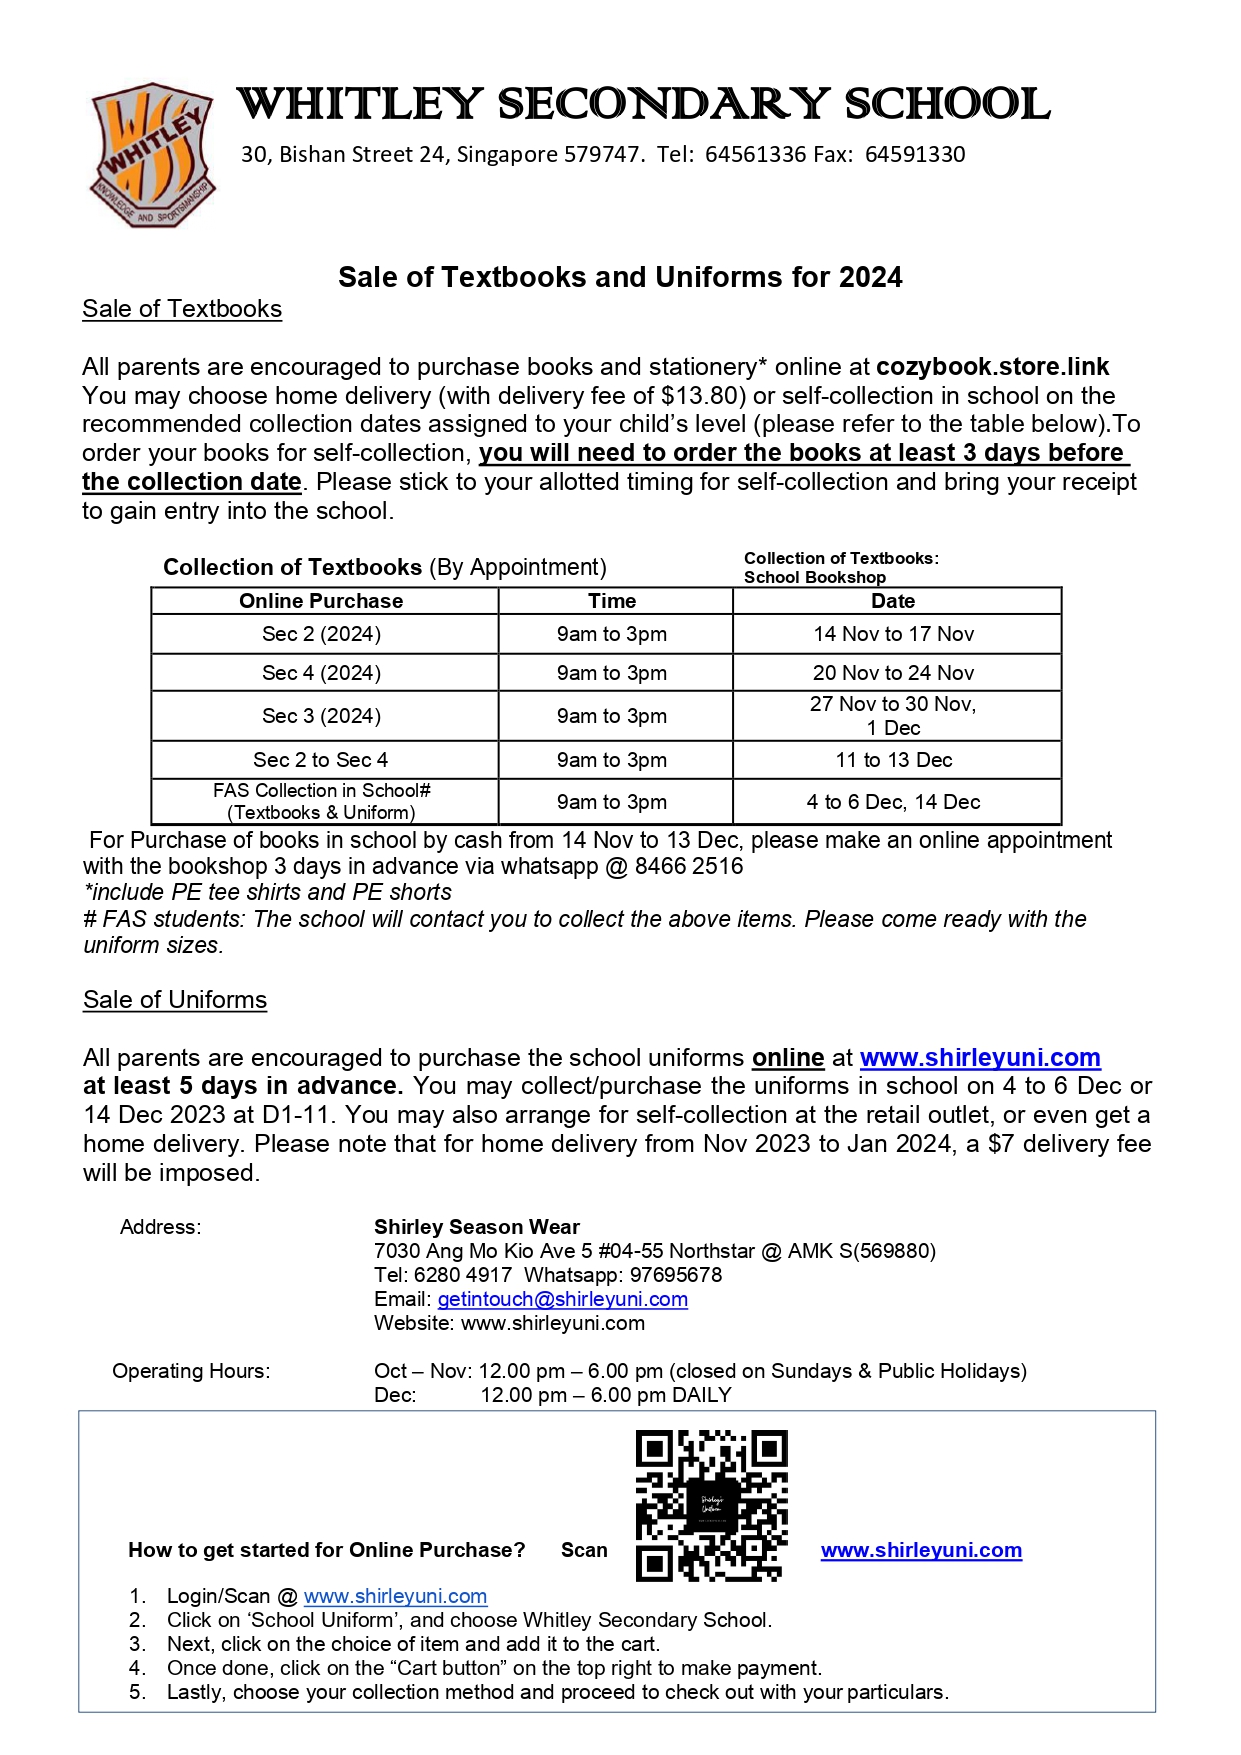 WHITLEY
KNOWLEDGE AND SPORTSMANSHIP
WHITLEY SECONDARY SCHOOL
30, Bishan Street 24, Singapore 579747.  Tel:  64561336 Fax:  64591330
Sale of Textbooks and Uniforms for 2024
Sale of Textbooks
All parents are encouraged to purchase books and stationery* online at cozybook.store.link
You may choose home delivery (with delivery fee of $13.80) or self-collection in school on the
recommended collection dates assigned to your child’s level (please refer to the table below).To
order your books for self-collection, you will need to order the books at least 3 days before
the collection date. Please stick to your allotted timing for self-collection and bring your receipt
to gain entry into the school.
Collection of Textbooks (By Appointment)
Collection of Textbooks:
School Bookshop
Online Purchase Time Date
Sec 2 (2024) 9am to 3pm 14 Nov to 17 Nov
Sec 4 (2024) 9am to 3pm 20 Nov to 24 Nov
Sec 3 (2024) 9am to 3pm 27 Nov to 30 Nov,
1 Dec
Sec 2 to Sec 4 9am to 3pm 11 to 13 Dec
FAS Collection in School#
(Textbooks & Uniform) 9am to 3pm 4 to 6 Dec, 14 Dec
For Purchase of books in school by cash from 14 Nov to 13 Dec, please make an online appointment
with the bookshop 3 days in advance via whatsapp @ 8466 2516
*include PE tee shirts and PE shorts
# FAS students: The school will contact you to collect the above items. Please come ready with the
uniform sizes.
Sale of Uniforms
All parents are encouraged to purchase the school uniforms online at www.shirleyuni.com
at least 5 days in advance. You may collect/purchase the uniforms in school on 4 to 6 Dec or
14 Dec 2023 at D1-11. You may also arrange for self-collection at the retail outlet, or even get a
home delivery. Please note that for home delivery from Nov 2023 to Jan 2024, a $7 delivery fee
will be imposed.
Address: Shirley Season Wear
7030 Ang Mo Kio Ave 5 #04-55 Northstar @ AMK S(569880)
Tel: 6280 4917  Whatsapp: 97695678
Email: getintouch@shirleyuni.com
Website: www.shirleyuni.com
Operating Hours: Oct – Nov: 12.00 pm – 6.00 pm (closed on Sundays & Public Holidays)
Dec: 12.00 pm – 6.00 pm DAILY
Shirley's
Uniform
How to get started for Online Purchase? Scan www.shirleyuni.com
1. Login/Scan @ www.shirleyuni.com
2. Click on ‘School Uniform’, and choose Whitley Secondary School.
3. Next, click on the choice of item and add it to the cart.
4. Once done, click on the “Cart button” on the top right to make payment.
5. Lastly, choose your collection method and proceed to check out with your particulars.